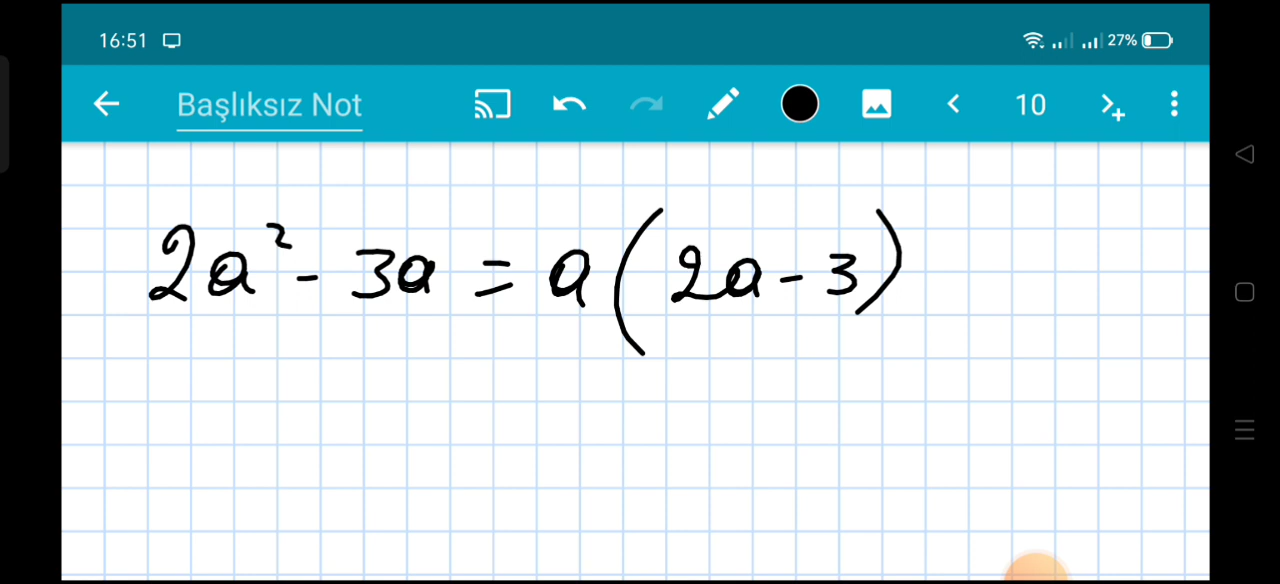 16:51 27%
Başlıksız Not 10
2a² - 3a = a(2a - 3)